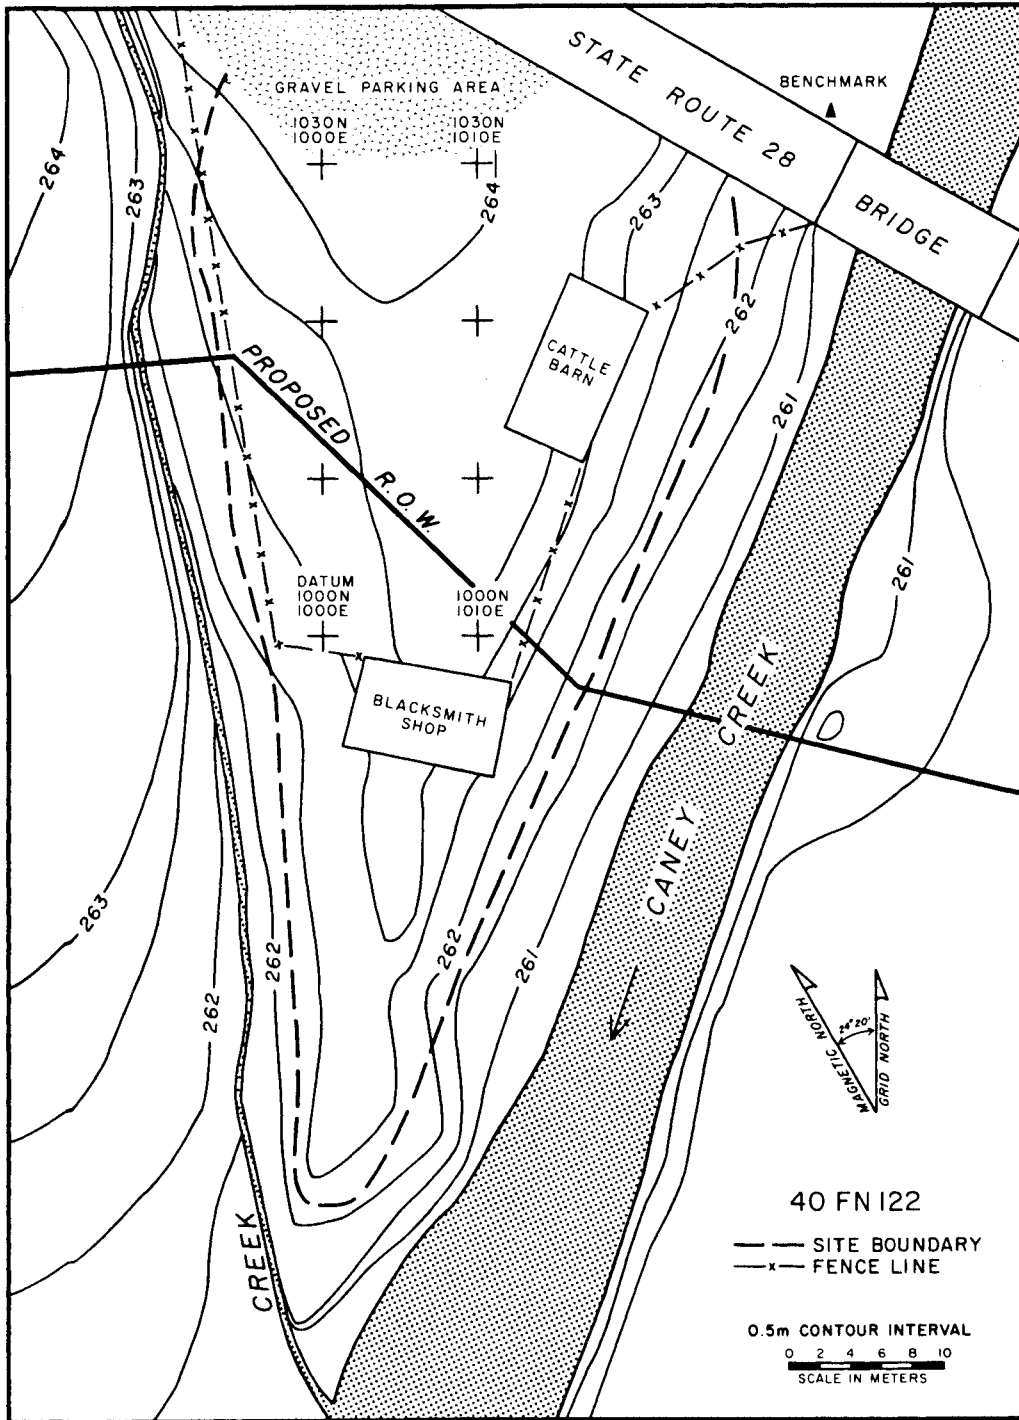 STATE ROUTE 28
BENCHMARK
GRAVEL PARKING AREA
1030N
1000E
1030N
1010E
264
263
264
263
BRIDGE
262
CATTLE
BARN
PROPOSED
R.O.W.
261
261
DATUM
1000N
1000E
1000N
1010E
BLACKSMITH
SHOP
CANEY CREEK
263
262
262
262
261
MAGNETIC NORTH
24° 20'
GRID NORTH
CREEK
40 FN 122
SITE BOUNDARY
x FENCE LINE
0.5m CONTOUR INTERVAL
0 2 4 6 8 10
SCALE IN METERS